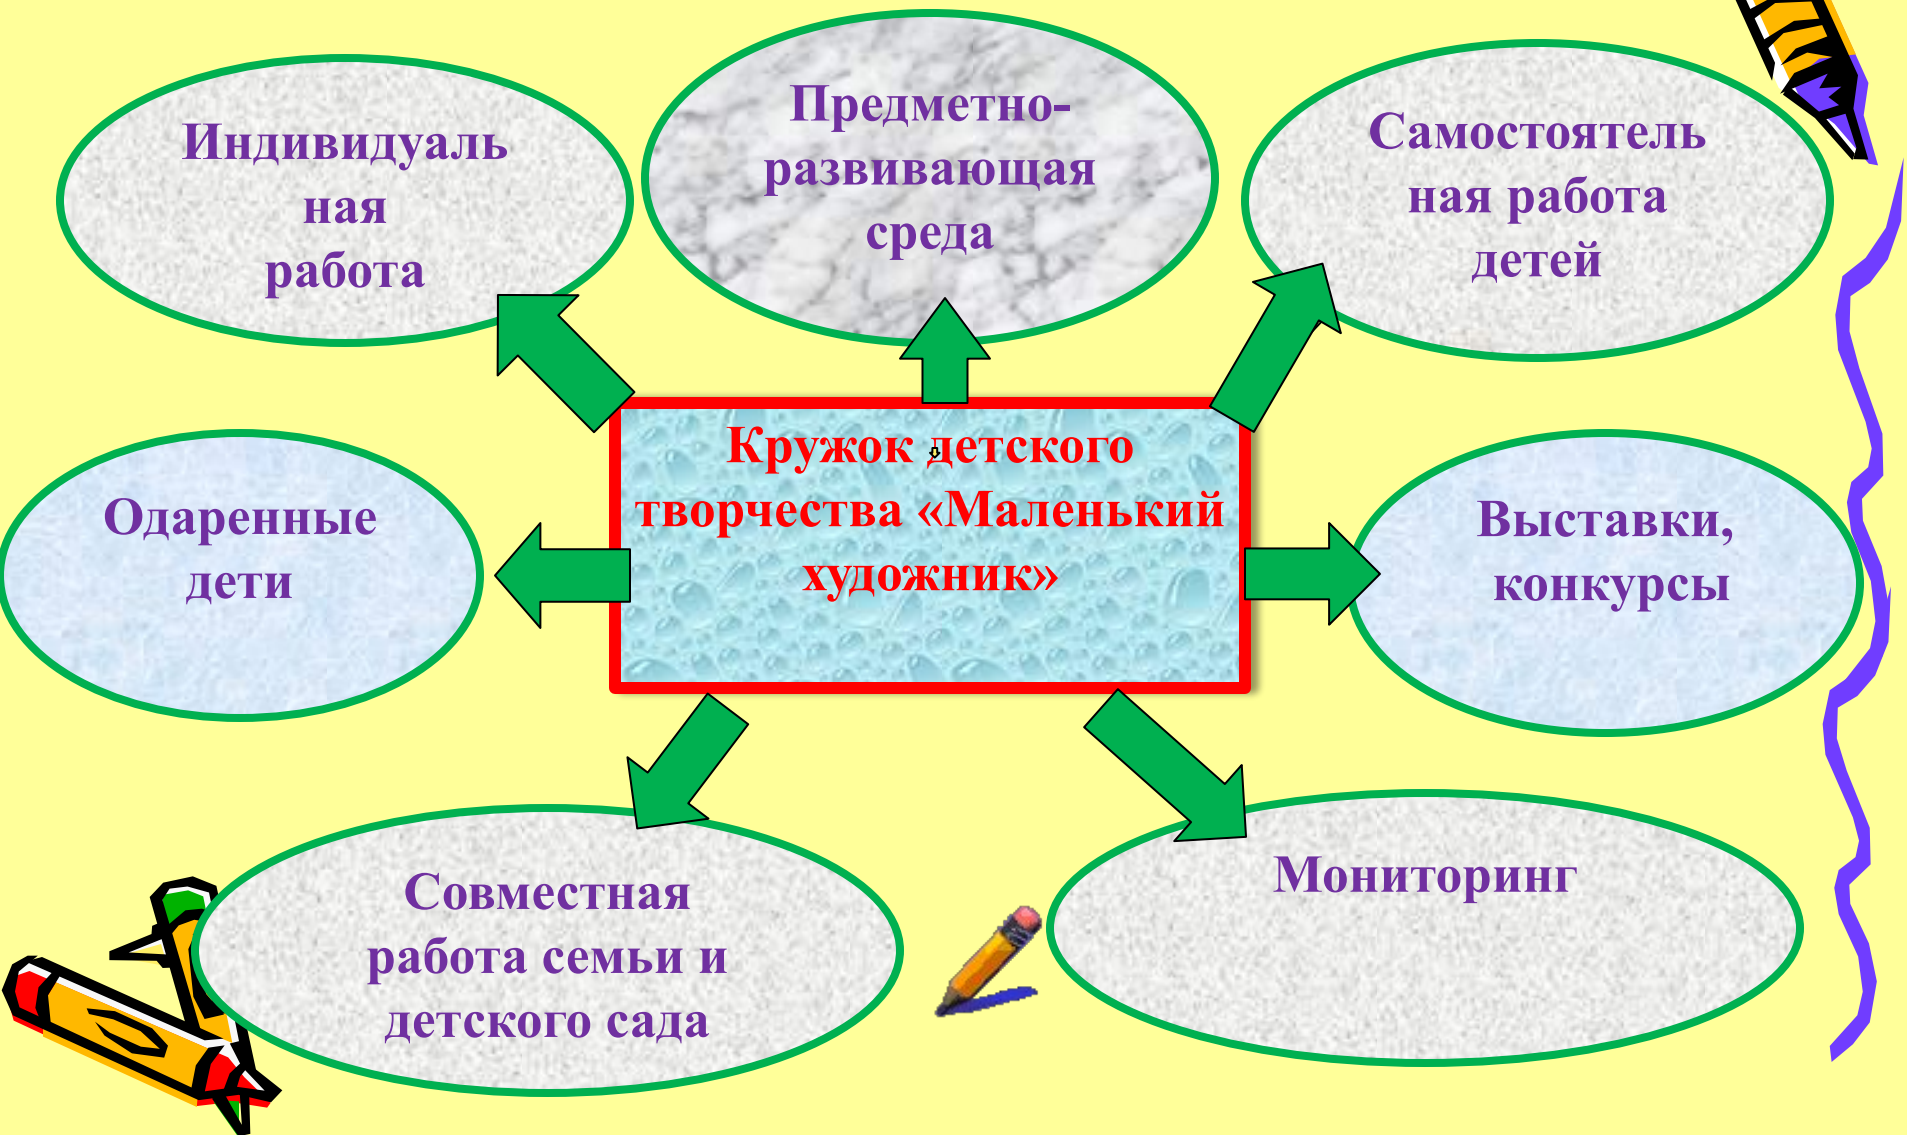 Индивидуаль
ная
работа
Предметно-
развивающая
среда
Самостоятель
ная работа
детей
Кружок детского
творчества «Маленький
художник»
Одаренные
дети
Выставки,
конкурсы
Совместная
работа семьи и
детского сада
Мониторинг